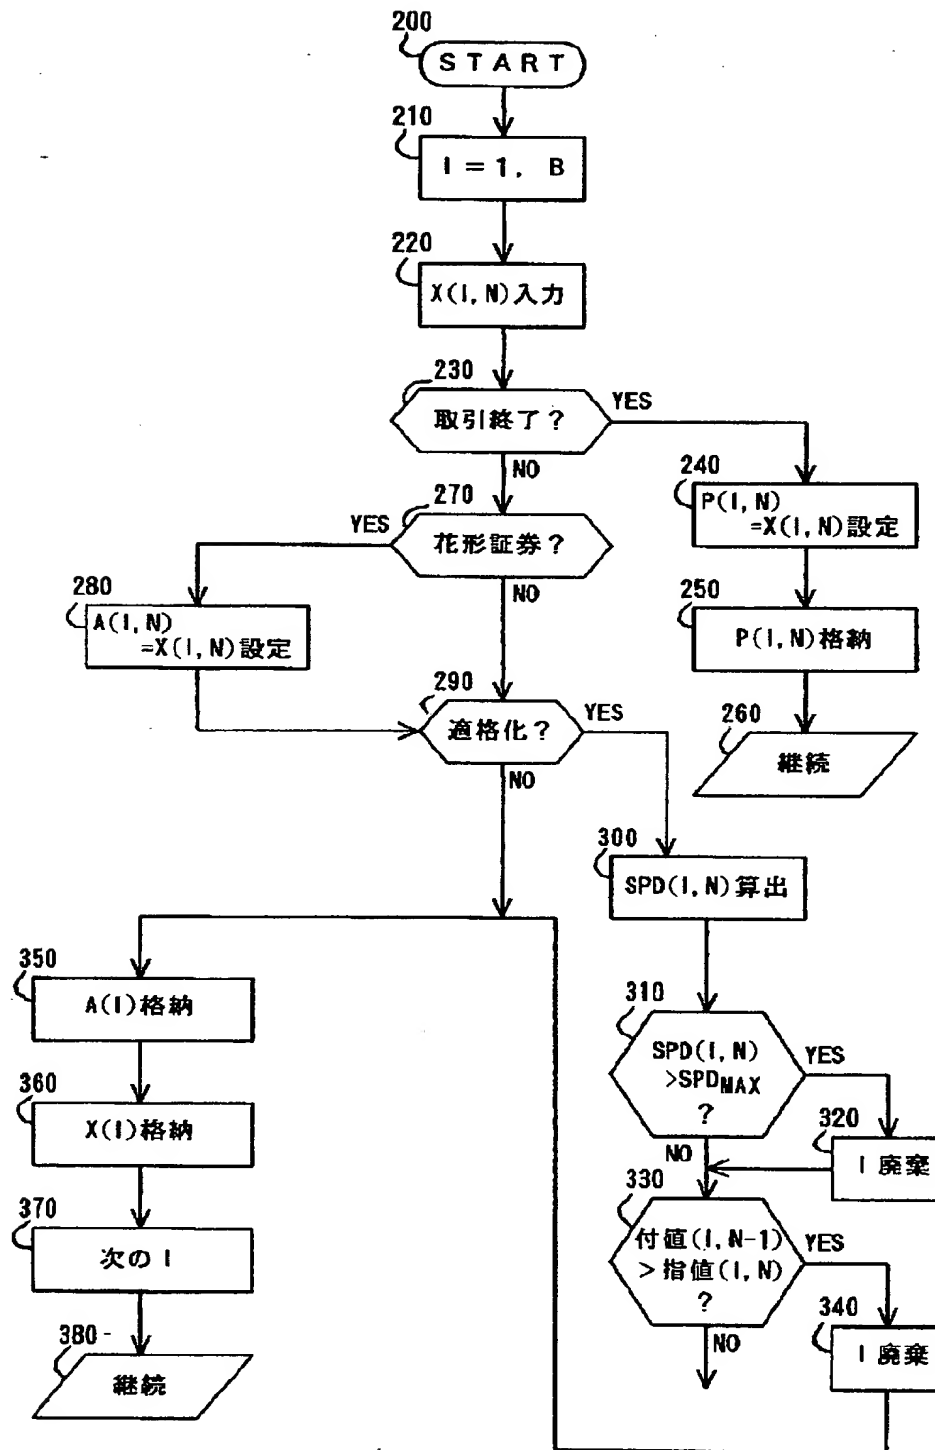 200
START
210
I=1, B
220
X(I,N)入力
230
取引終了?
YES
NO
240
P(I,N)
=X(I,N)設定
270
YES
花形証券?
NO
250
P(I,N)格納
280
A(I,N)
=X(I,N)設定
290
適格化?
YES
NO
260
継続
300
SPD(I,N)算出
350
A(I)格納
310
SPD(I,N)
>SPDMAX
?
YES
NO
360
X(I)格納
320
I廃棄
330
付値(I,N-1)
>指値(I,N)
?
YES
NO
370
次のI
340
I廃棄
380
継続